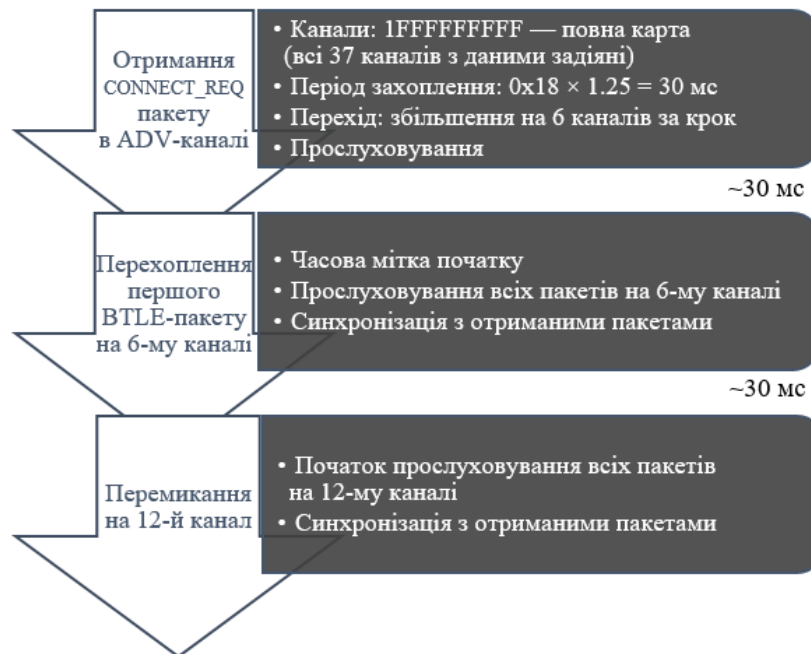 Отримання
CONNECT_REQ
пакету
в ADV-каналі
• Канали: 1FFFFFFFFF — повна карта
(всі 37 каналів з даними задіяні)
• Період захоплення: 0x18 × 1.25 = 30 мс
• Перехід: збільшення на 6 каналів за крок
• Прослуховування
~30 мс
Перехоплення
першого
BTLE-пакету
на 6-му каналі
• Часова мітка початку
• Прослуховування всіх пакетів на 6-му каналі
• Синхронізація з отриманими пакетами
~30 мс
Перемикання
на 12-й канал
• Початок прослуховування всіх пакетів
на 12-му каналі
• Синхронізація з отриманими пакетами